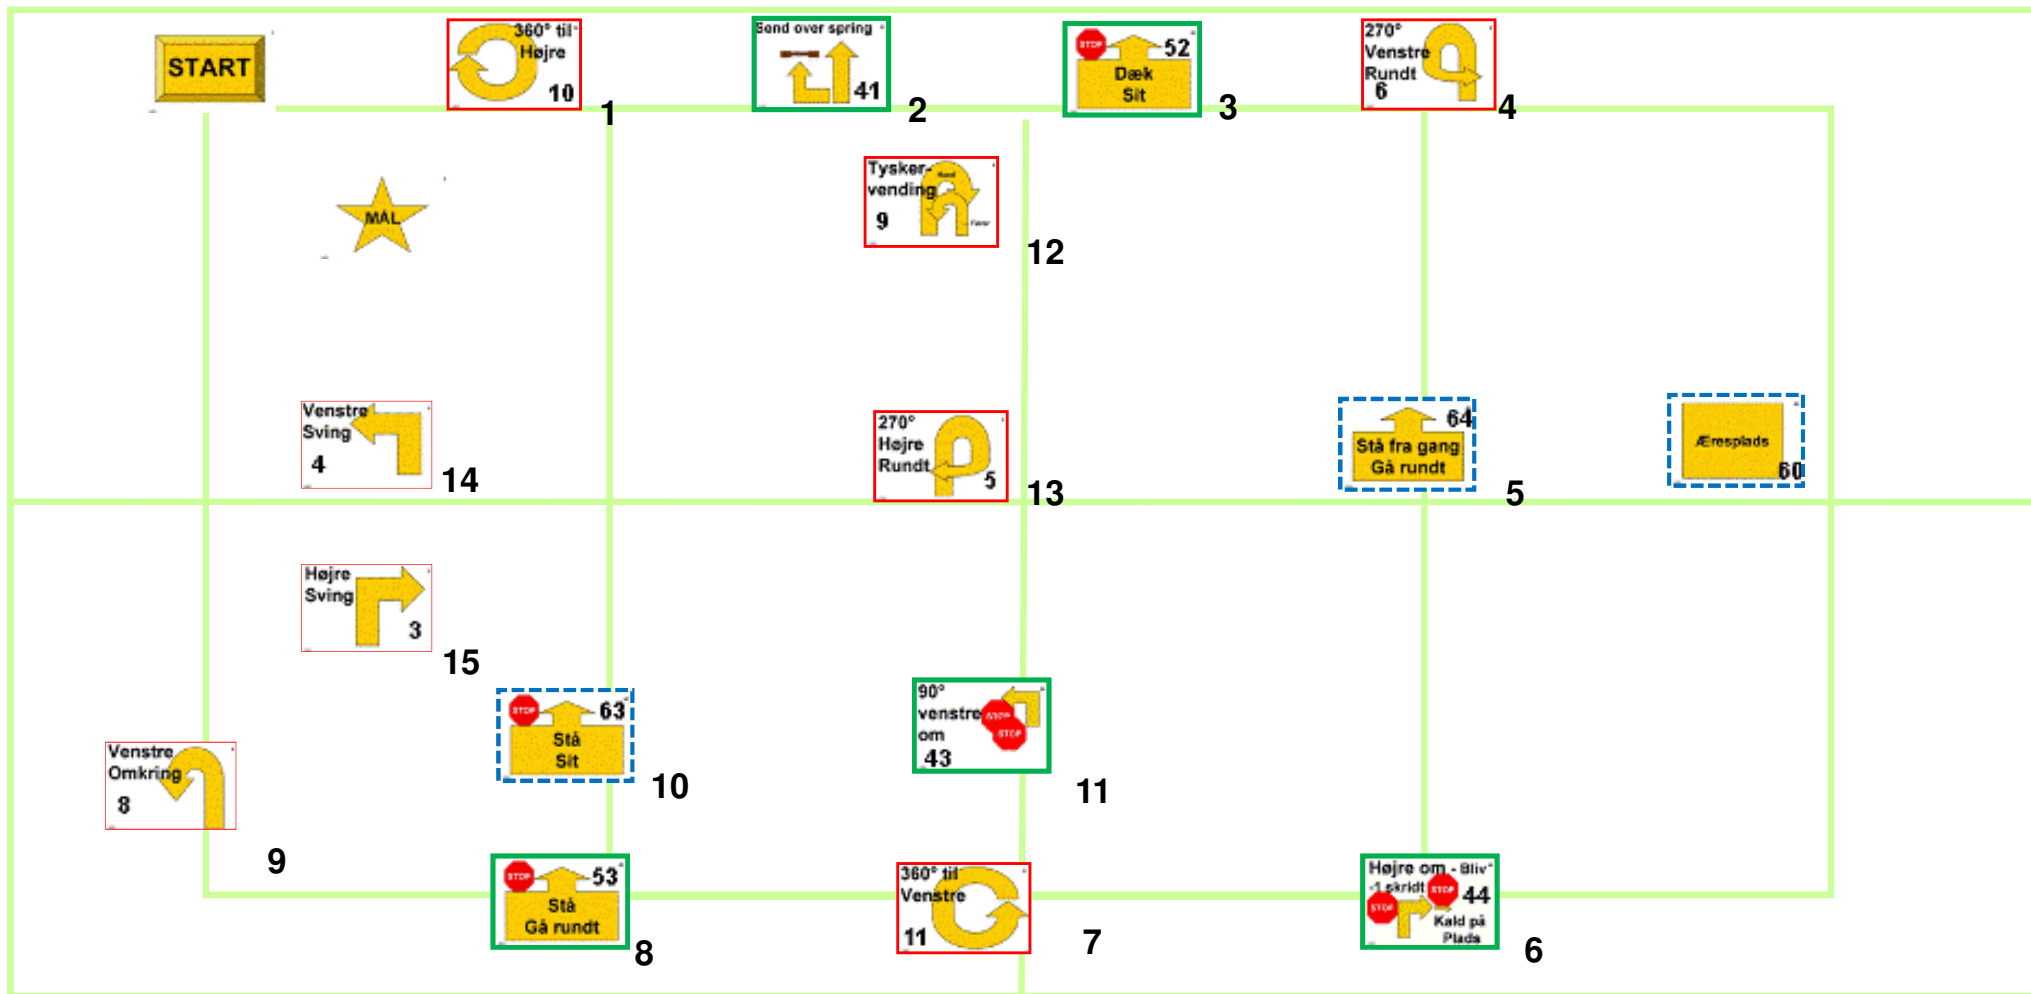 START
360° til
Højre
10
1
Send over spring
41
2
STOP
52
Dæk
Sit
3
270°
Venstre
Rundt
6
4
MÅL
Tysker-
vending
9
12
Venstre
Sving
4
14
270°
Højre
Rundt
5
13
64
Stå fra gang
Gå rundt
5
Æresplads
60
Højre
Sving
3
15
STOP
63
Stå
Sit
10
90°
venstre
om
STOP
STOP
43
11
Venstre
Omkring
8
9
STOP
53
Stå
Gå rundt
8
360° til
Venstre
11
7
Højre om - Bliv
-1 skridt
STOP
STOP
44
Kald på
Plads
6